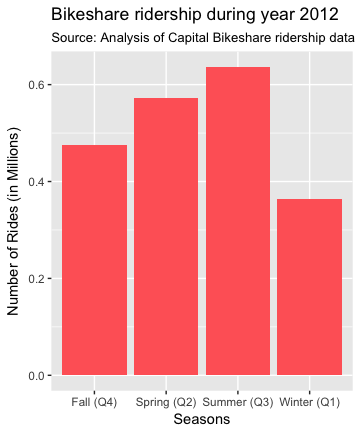 Bikeshare ridership during year 2012
Source: Analysis of Capital Bikeshare ridership data
Number of Rides (in Millions)
0.6
0.4
0.2
0.0
Fall (Q4) Spring (Q2) Summer (Q3) Winter (Q1)
Seasons